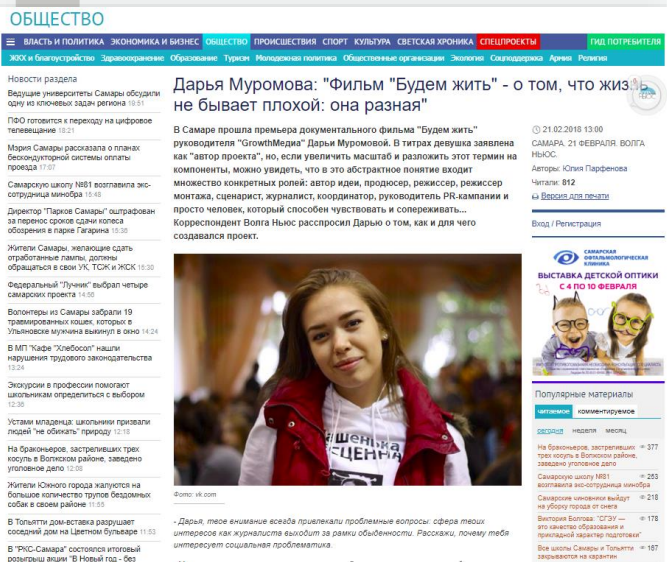 ОБЩЕСТВО
ВЛАСТЬ И ПОЛИТИКА ЭКОНОМИКА И БИЗНЕС ОБЩЕСТВО ПРОИСШЕСТВИЯ СПОРТ КУЛЬТУРА СВЕТСКАЯ ХРОНИКА СПЕЦПРОЕКТЫ ГИД ПОТРЕБИТЕЛЯ
ЖКХ и благоустройство Здравоохранение Образование Туризм Молодежная политика Общественные организации Экология Соцподдержка Армия Религия
Новости раздела
Ведущие университеты Самары обсудили
одну из ключевых задач региона 19:51
ПФО готовится к переходу на цифровое
телевещание 18:21
Мэрия Самары рассказала о планах
бескондукторной системы оплаты
проезда 17:07
Самарскую школу №81 возглавила экс-
сотрудница минобра 15:48
Директор "Парков Самары" оштрафован
за перенос сроков сдачи колеса
обозрения в парке Гагарина 15:36
Жители Самары, желающие сдать
отработанные лампы, должны
обращаться в свои УК, ТСЖ и ЖСК 15:30
Федеральный "Лучник" выбрал четыре
самарских проекта 14:56
Волонтеры из Самары забрали 19
травмированных кошек, которых в
Ульяновске мужчина выкинул в окно 14:24
В МП "Кафе "Хлебосол" нашли
нарушения трудового законодательства
13:24
Экскурсии в профессии помогают
школьникам определиться с выбором
12:36
Устами младенца: школьники призвали
людей "не обижать" природу 12:18
На браконьеров, застреливших трех
косуль в Волжском районе, заведено
уголовное дело 12:08
Жители Южного города жалуются на
большое количество трупов бездомных
собак в своем районе 11:55
В Тольятти дом-вставка разрушает
соседний дом на Цветном бульваре 11:53
В "РКС-Самара" состоялся итоговый
розыгрыш акции "В Новый год - без
Дарья Муромова: "Фильм "Будем жить" - о том, что жизнь
не бывает плохой: она разная"
В Самаре прошла премьера документального фильма "Будем жить"
руководителя "GrowthМедиа" Дарьи Муромовой. В титрах девушка заявлена
как "автор проекта", но, если увеличить масштаб и разложить этот термин на
компоненты, можно увидеть, что в это абстрактное понятие входит
множество конкретных ролей: автор идеи, продюсер, режиссер, режиссер
монтажа, сценарист, журналист, координатор, руководитель PR-кампании и
просто человек, который способен чувствовать и сопереживать...
Корреспондент Волга Ньюс расспросил Дарью о том, как и для чего
создавался проект.
Фото: vk.com
- Дарья, твое внимание всегда привлекали проблемные вопросы: сфера твоих
интересов как журналиста выходит за рамки обыденности. Расскажи, почему тебя
интересует социальная проблематика.
НЬЮС
21.02.2018 13:00
САМАРА. 21 ФЕВРАЛЯ. ВОЛГА
НЬЮС.
Авторы: Юлия Парфенова
Читали: 812
Версия для печати
Вход / Регистрация
САМАРСКАЯ
ОФТАЛЬМОЛОГИЧЕСКАЯ
КЛИНИКА
ВЫСТАВКА ДЕТСКОЙ ОПТИКИ
С 4 ПО 10 ФЕВРАЛЯ
Популярные материалы
читаемое комментируемое
сегодня неделя месяц
На браконьеров, застреливших 377
трех косуль в Волжском районе,
заведено уголовное дело
Самарскую школу №81 253
возглавила экс-сотрудница минобра
Самарские чиновники выйдут 218
на уборку города от снега
Виктория Болгова: "СГЭУ — 178
это качество образования и
прикладной характер подготовки"
Все школы Самары и Тольятти 167
закрываются на карантин